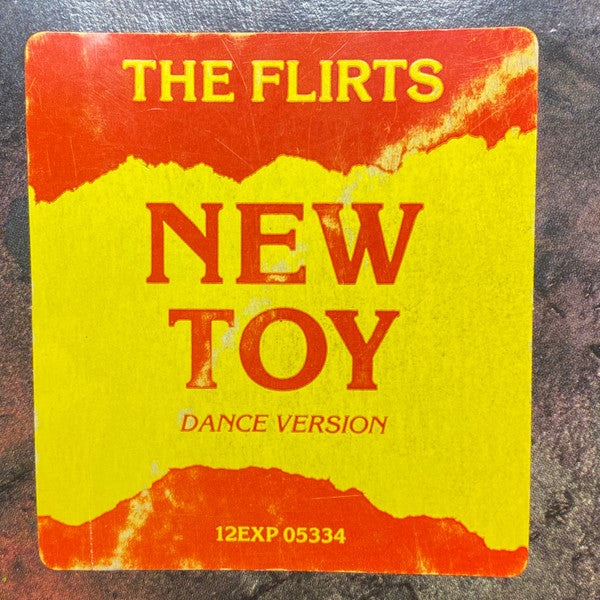 THE FLIRTS
NEW
TOY
DANCE VERSION
12EXP 05334